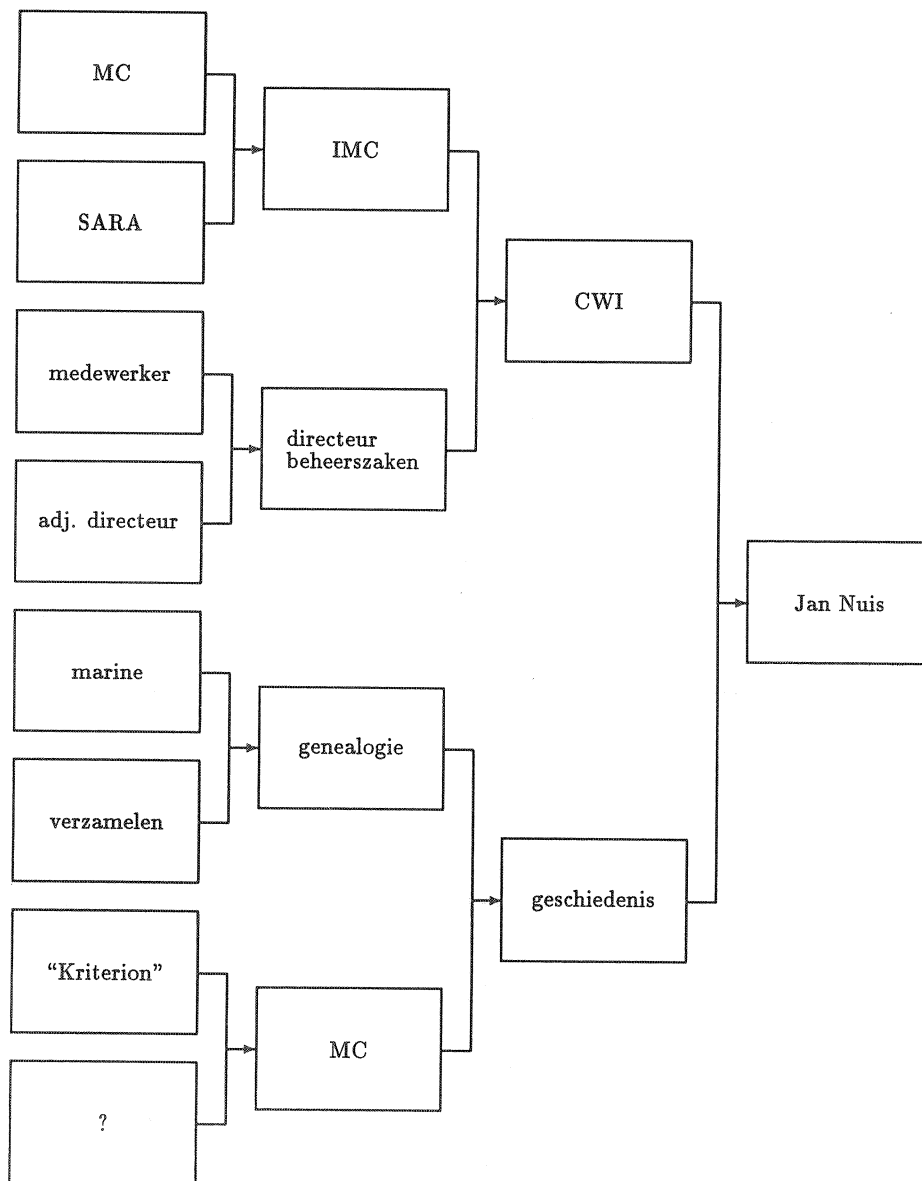 MC
IMC
SARA
CWI
medewerker
directeur
beheerszaken
adj. directeur
Jan Nuis
marine
genealogie
verzamelen
geschiedenis
“Kriterion”
MC
?